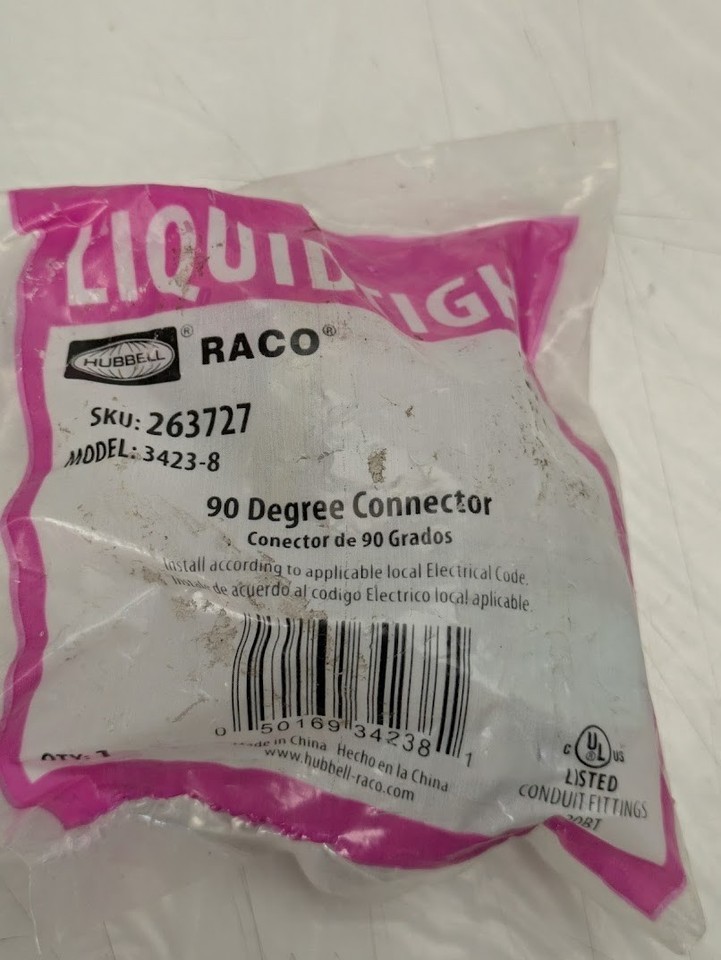 LIQUIDTIGH
HUBBELL® RACO®
SKU: 263727
MODEL: 3423-8
90 Degree Connector
Conector de 90 Grados
Install according to applicable local Electrical Code.
de acuerdo al codigo Electrico local aplicable
0 50169 34238 1
Made in China Hecho en la China
www.hubbell-raco.com
QTY: 1
C UL® US
LISTED
CONDUIT FITTINGS